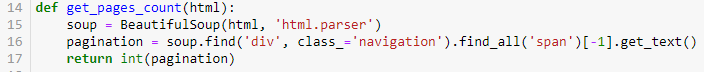 14 def get_pages_count(html):
15     soup = BeautifulSoup(html, 'html.parser')
16     pagination = soup.find('div', class_='navigation').find_all('span')[-1].get_text()
17     return int(pagination)